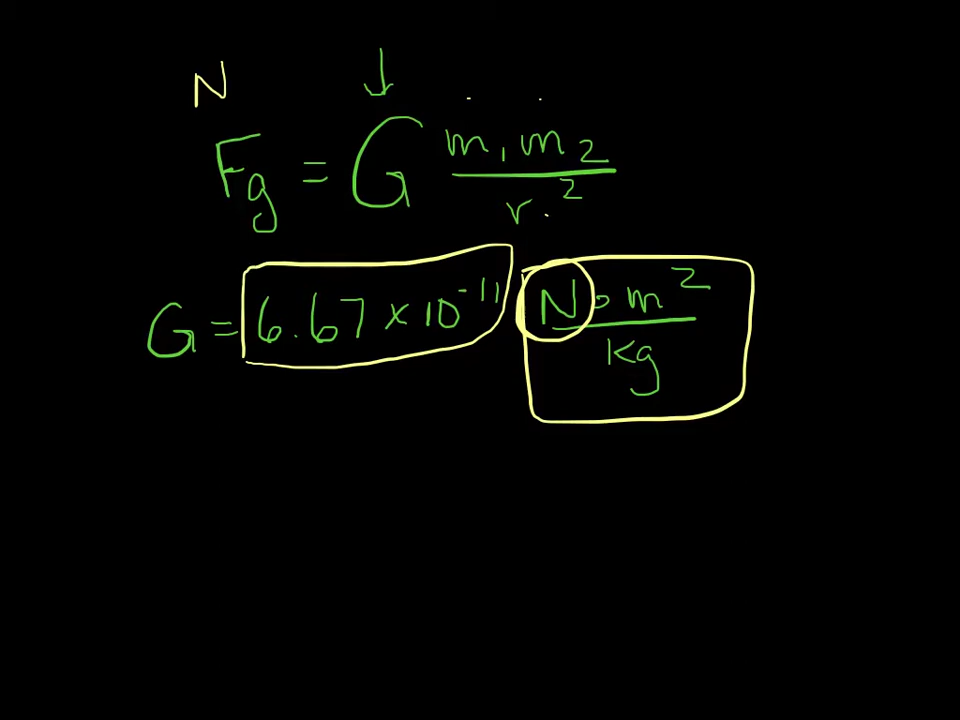 N ↓
Fg = G m₁m₂ / r²
G = 6.67 × 10⁻¹¹ N · m² / kg